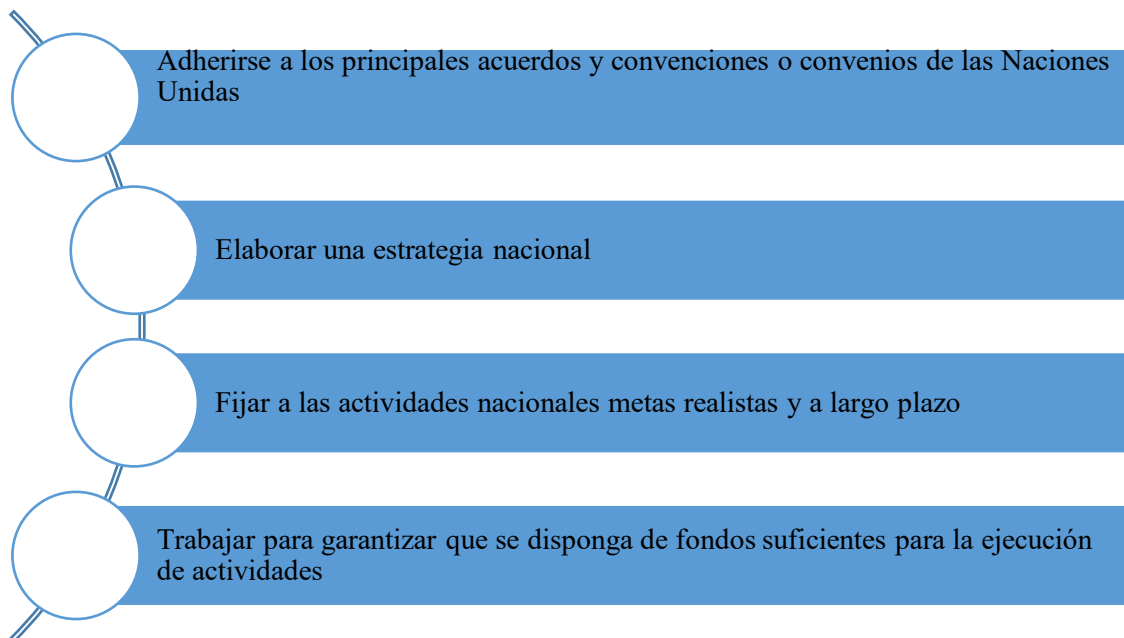 Adherirse a los principales acuerdos y convenciones o convenios de las Naciones
Unidas
Elaborar una estrategia nacional
Fijar a las actividades nacionales metas realistas y a largo plazo
Trabajar para garantizar que se disponga de fondos suficientes para la ejecución
de actividades